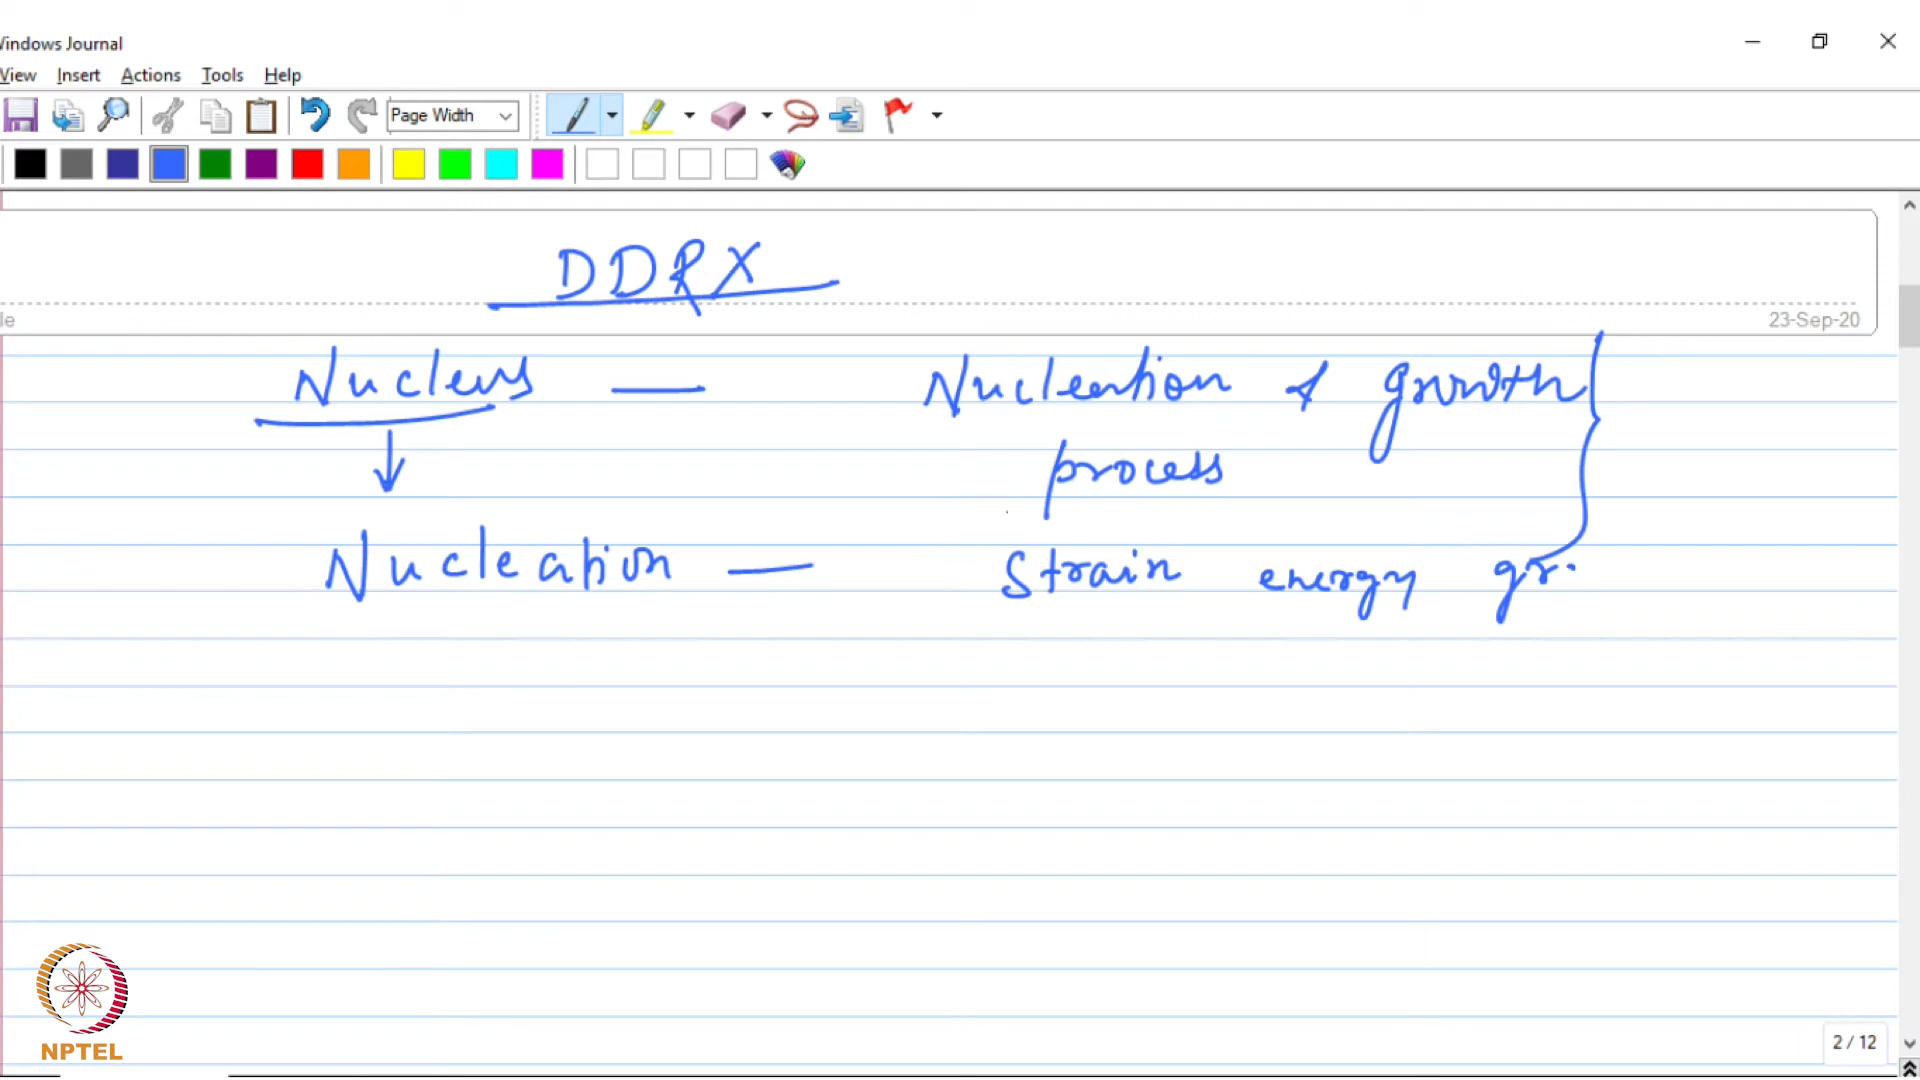 Windows Journal
View Insert Actions Tools Help
Page Width
DDRX
le
23-Sep-20
Nucleus — Nucleation & growth
process
Nucleation — Strain energy gr.
NPTEL
2 / 12